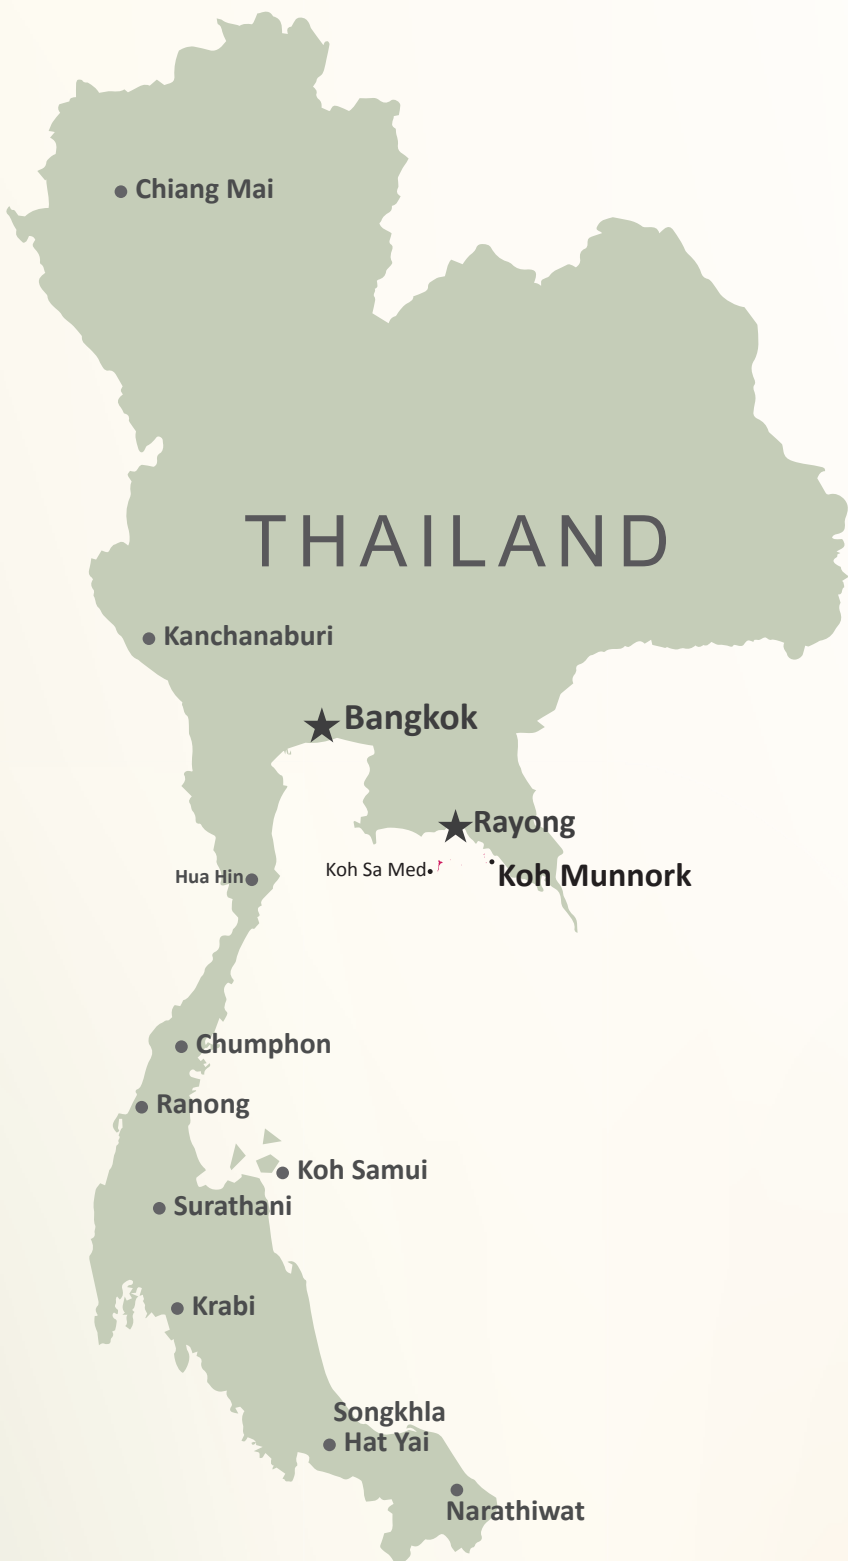 Chiang Mai
THAILAND
Kanchanaburi
Bangkok
Rayong
Koh Sa Med
Koh Munnork
Hua Hin
Chumphon
Ranong
Koh Samui
Surathani
Krabi
Songkhla
Hat Yai
Narathiwat